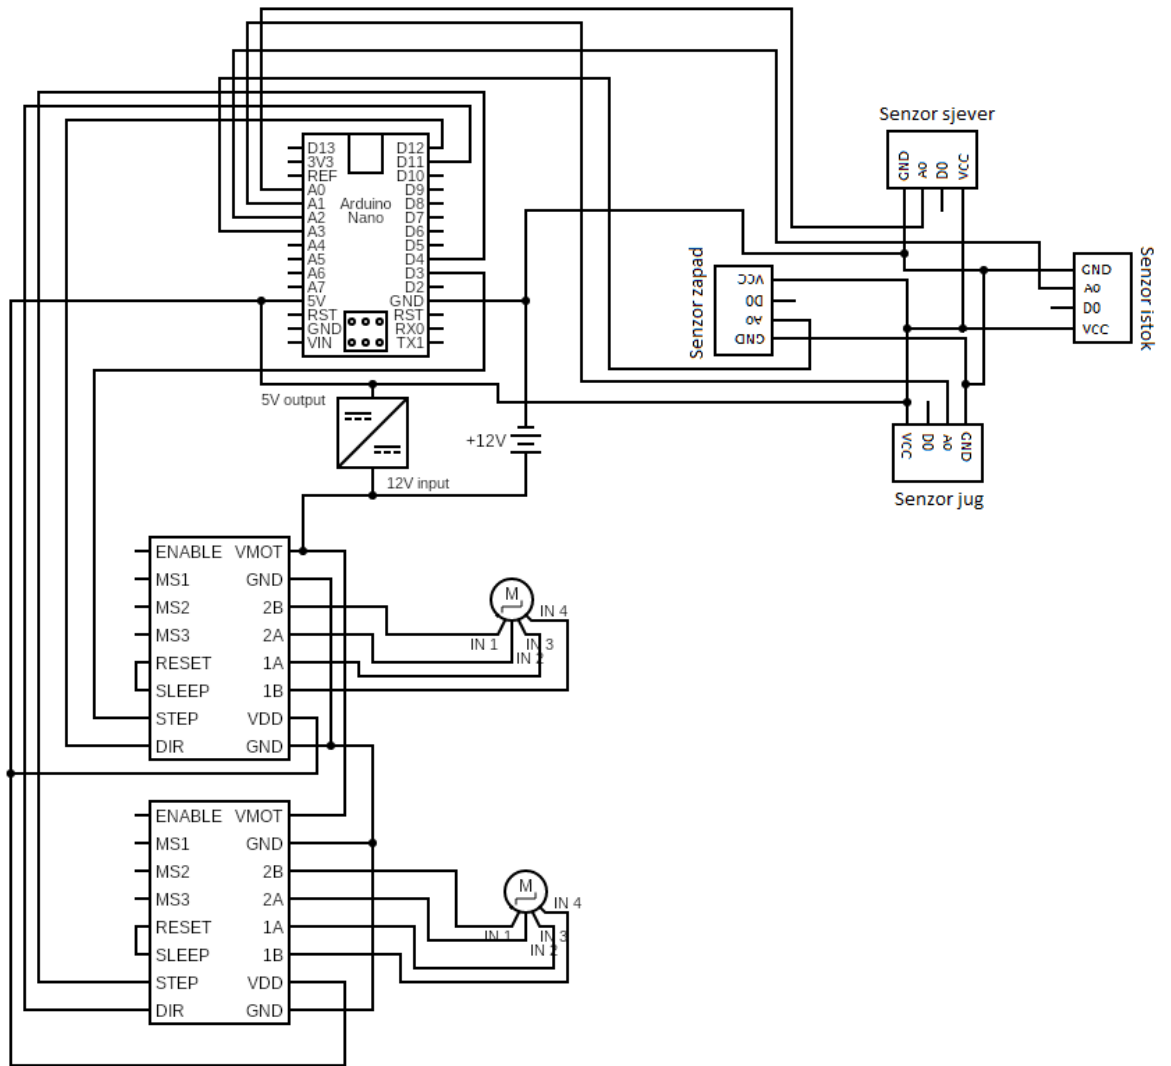 Senzor sjever
GND
A0
D0
VCC
D13
3V3
REF
A0
A1
A2
A3
A4
A5
A6
A7
5V
RST
GND
VIN
Arduino
Nano
D12
D11
D10
D9
D8
D7
D6
D5
D4
D3
D2
GND
RST
RX0
TX1
Senzor zapad
VCC
D0
A0
GND
GND
A0
D0
VCC
Senzor istok
5V output
+12V
12V input
VCC
D0
A0
GND
Senzor jug
ENABLE
MS1
MS2
MS3
RESET
SLEEP
STEP
DIR
VMOT
GND
2B
2A
1A
1B
VDD
GND
M
IN 4
IN 1
IN 3
IN 2
ENABLE
MS1
MS2
MS3
RESET
SLEEP
STEP
DIR
VMOT
GND
2B
2A
1A
1B
VDD
GND
M
IN 4
IN 1
IN 3
IN 2